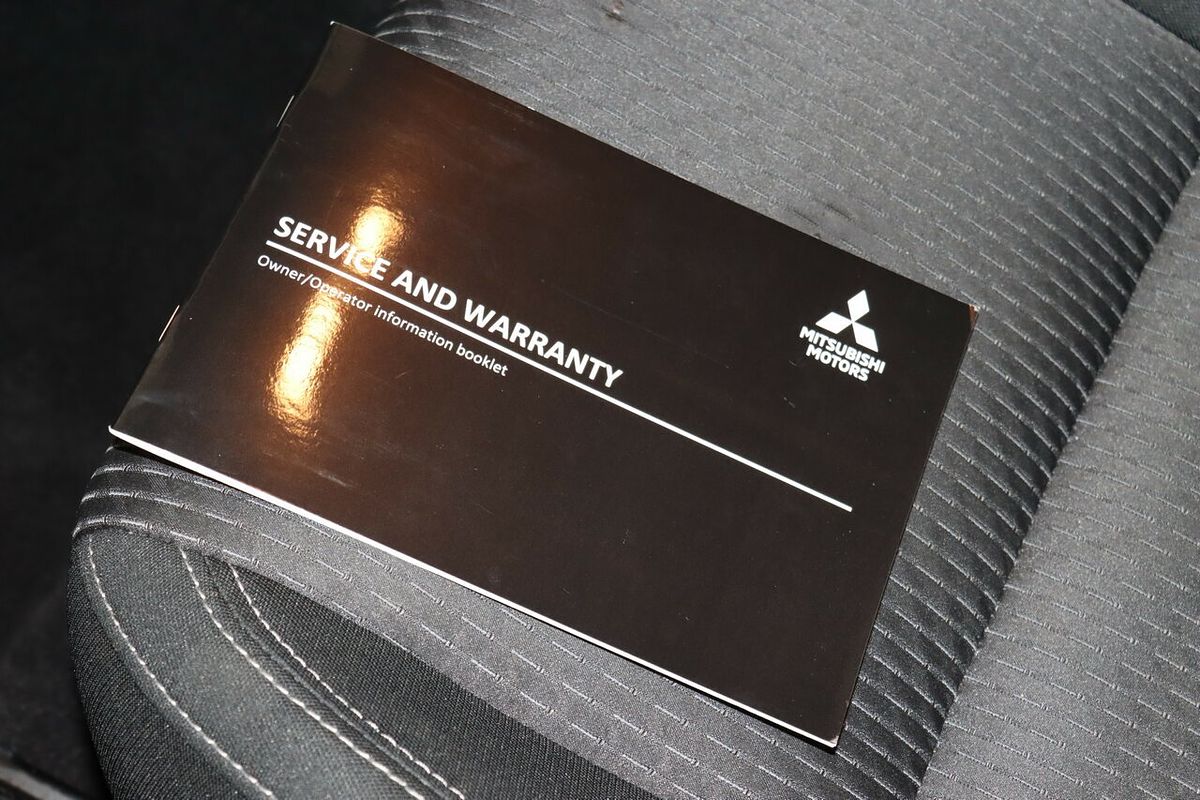 SERVICE AND WARRANTY
Owner/Operator information booklet
MITSUBISHI
MOTORS